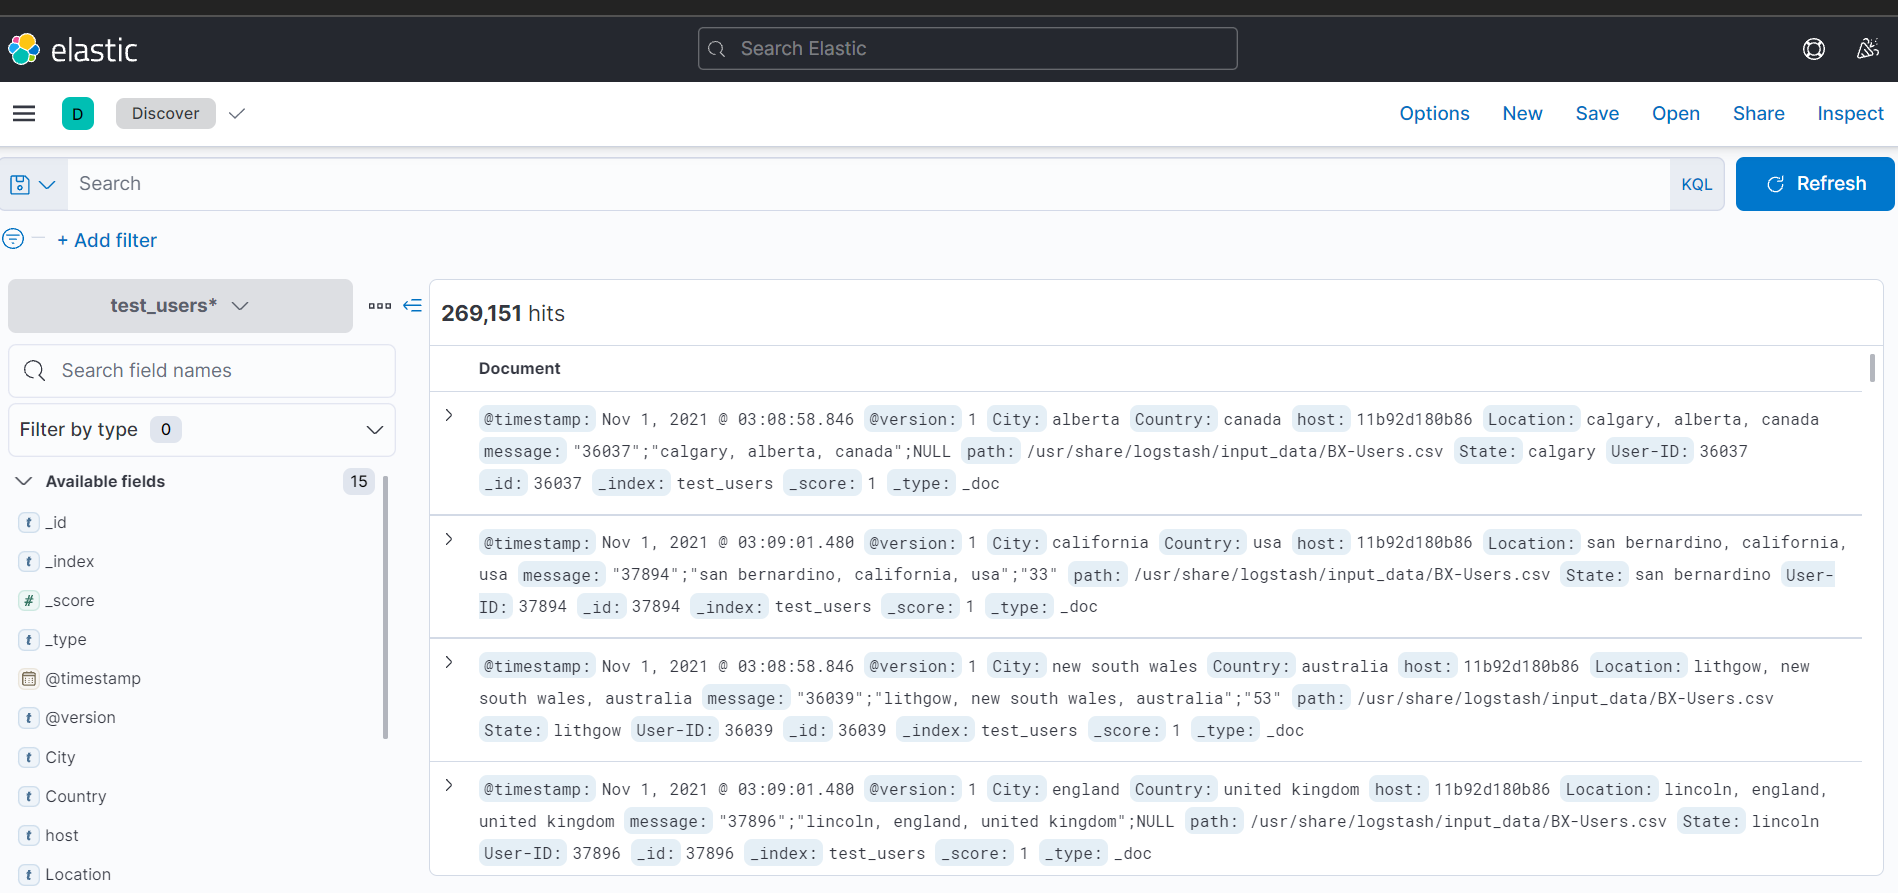 elastic
Search Elastic
D
Discover
Options
New
Save
Open
Share
Inspect
Search
KQL
Refresh
+ Add filter
test_users*
Search field names
Filter by type 0
Available fields 15
t _id
t _index
# _score
t _type
@timestamp
t @version
t City
t Country
t host
t Location
269,151 hits
Document
@timestamp: Nov 1, 2021 @ 03:08:58.846 @version: 1 City: alberta Country: canada host: 11b92d180b86 Location: calgary, alberta, canada
message: "36037";"calgary, alberta, canada";NULL path: /usr/share/logstash/input_data/BX-Users.csv State: calgary User-ID: 36037
_id: 36037 _index: test_users _score: 1 _type: _doc
@timestamp: Nov 1, 2021 @ 03:09:01.480 @version: 1 City: california Country: usa host: 11b92d180b86 Location: san bernardino, california,
usa message: "37894";"san bernardino, california, usa";"33" path: /usr/share/logstash/input_data/BX-Users.csv State: san bernardino User-
ID: 37894 _id: 37894 _index: test_users _score: 1 _type: _doc
@timestamp: Nov 1, 2021 @ 03:08:58.846 @version: 1 City: new south wales Country: australia host: 11b92d180b86 Location: lithgow, new
south wales, australia message: "36039";"lithgow, new south wales, australia";"53" path: /usr/share/logstash/input_data/BX-Users.csv
State: lithgow User-ID: 36039 _id: 36039 _index: test_users _score: 1 _type: _doc
@timestamp: Nov 1, 2021 @ 03:09:01.480 @version: 1 City: england Country: united kingdom host: 11b92d180b86 Location: lincoln, england,
united kingdom message: "37896";"lincoln, england, united kingdom";NULL path: /usr/share/logstash/input_data/BX-Users.csv State: lincoln
User-ID: 37896 _id: 37896 _index: test_users _score: 1 _type: _doc